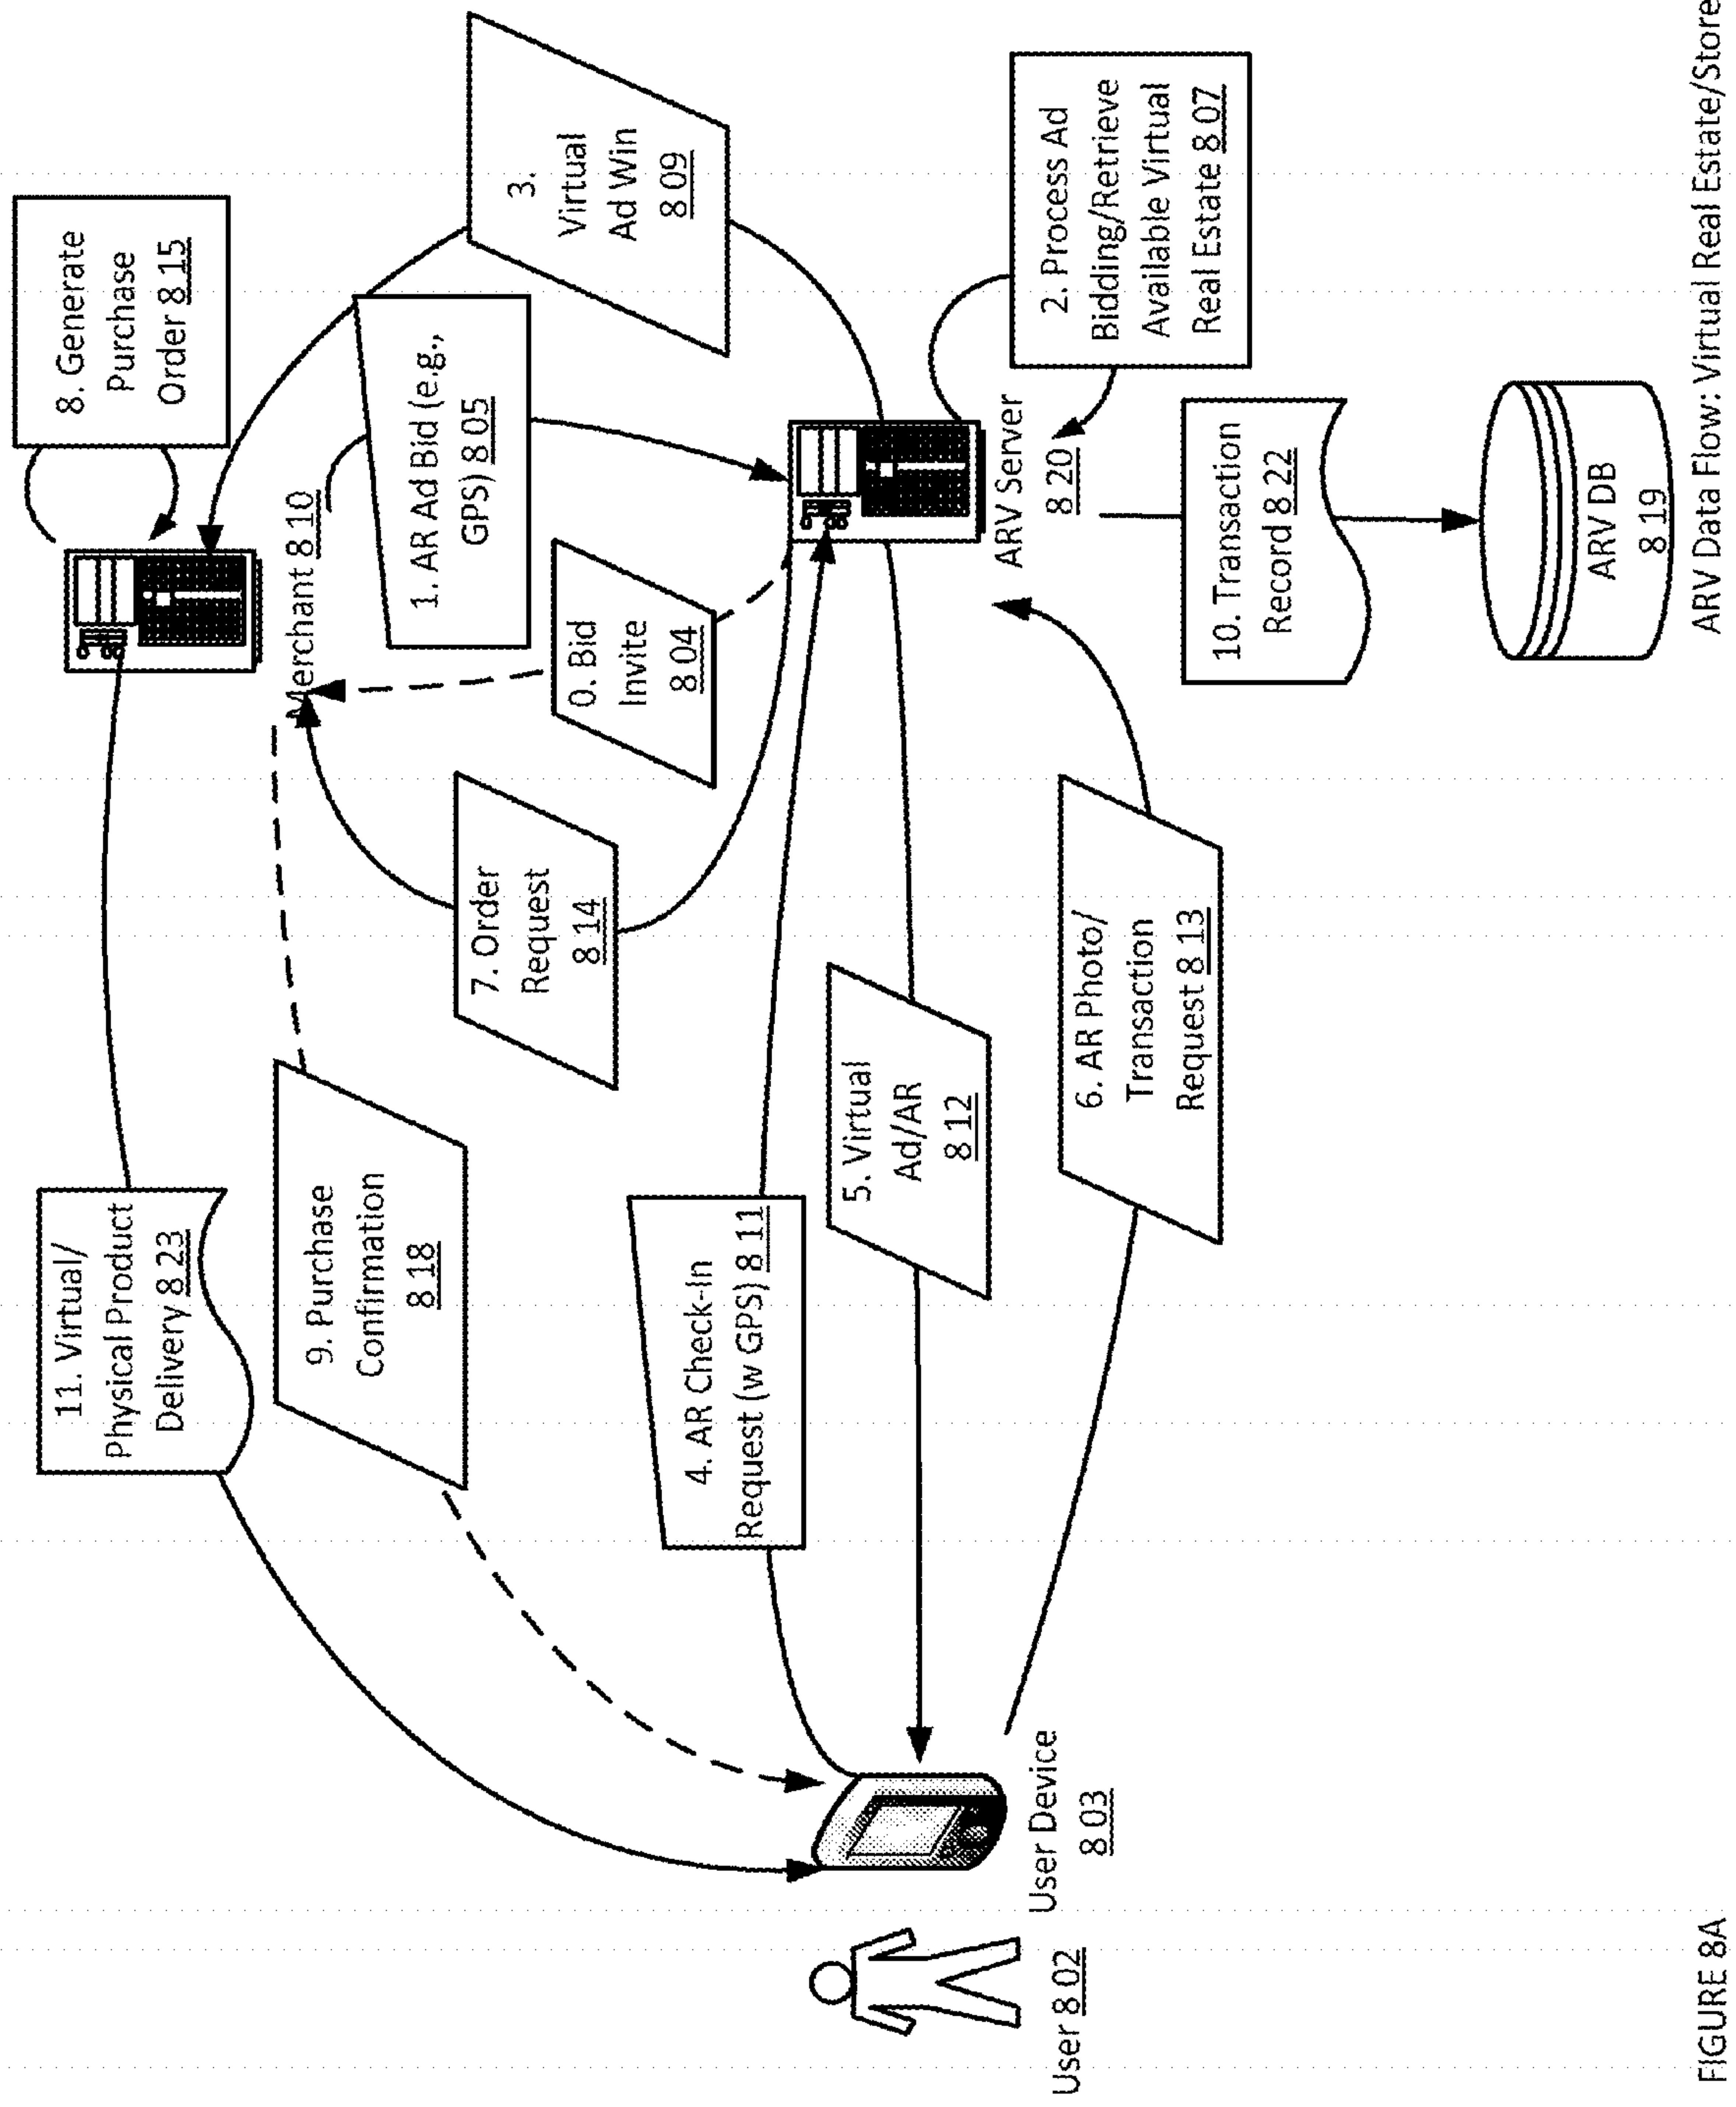 8. Generate
Purchase
Order 8 15
11. Virtual/
Physical Product
Delivery 8 23
Merchant 8 10
9. Purchase
Confirmation
8 18
3.
Virtual
Ad Win
8 09
1. AR Ad Bid (e.g.,
GPS) 8 05
7. Order
Request
8 14
0. Bid
Invite
8 04
4. AR Check-In
Request (w GPS) 8 11
5. Virtual
Ad/AR
8 12
ARV Server
8 20
2. Process Ad
Bidding/Retrieve
Available Virtual
Real Estate 8 07
User 8 02
User Device
8 03
6. AR Photo/
Transaction
Request 8 13
10. Transaction
Record 8 22
ARV DB
8 19
FIGURE 8A
ARV Data Flow: Virtual Real Estate/Store